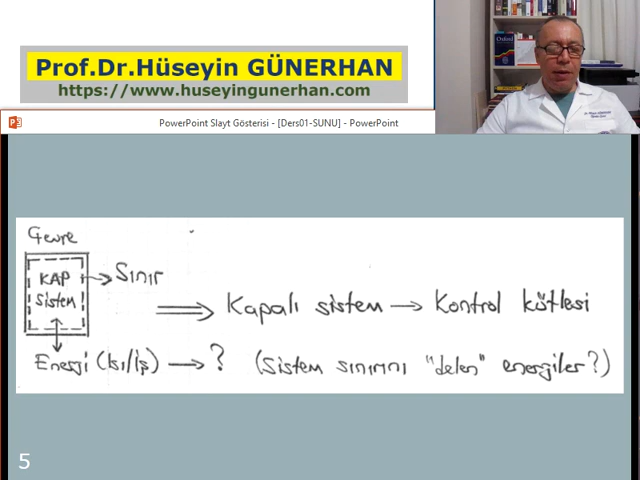 Prof.Dr.Hüseyin GÜNERHAN
https://www.huseyingunerhan.com
PowerPoint Slayt Gösterisi - [Ders01-SUNU] - PowerPoint
Çevre
KAP Sınır
Sistem
Kapalı sistem → Kontrol kütlesi
Enerji (ısı/iş) → ? (Sistem sınırını "delen" enerjiler?)
5
Oxford